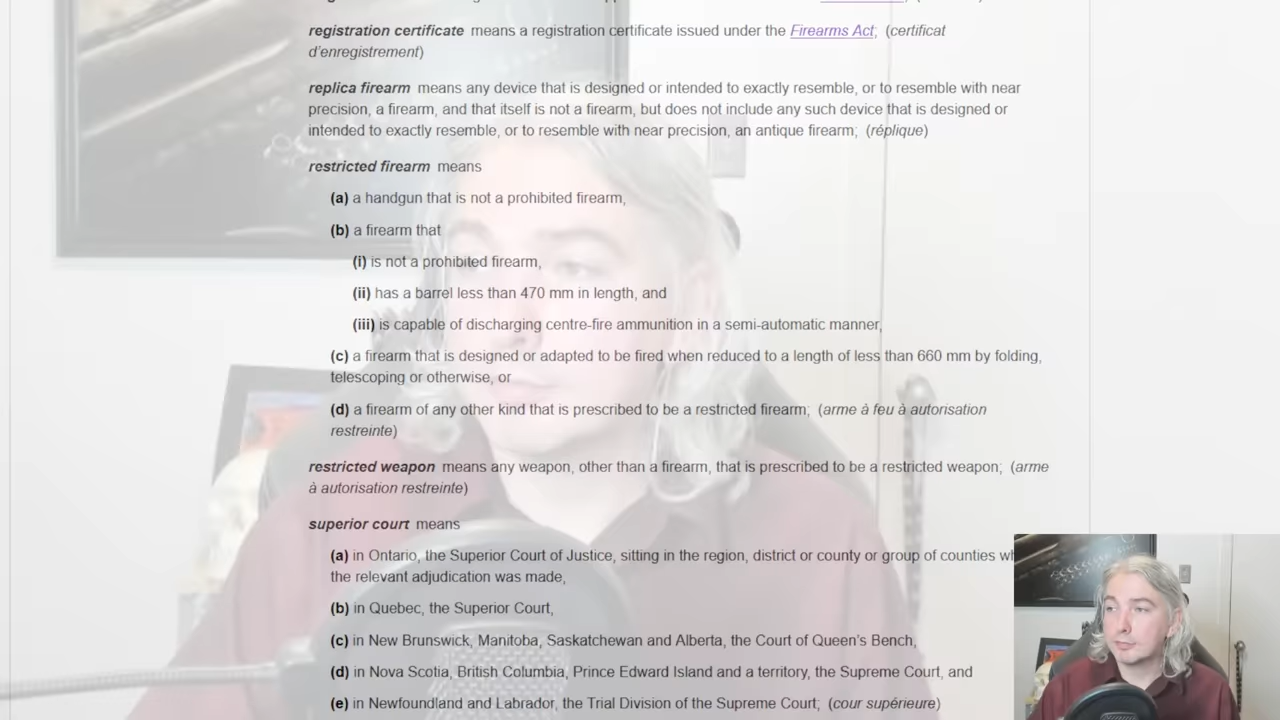 registration certificate means a registration certificate issued under the Firearms Act; (certificat
d'enregistrement)
replica firearm means any device that is designed or intended to exactly resemble, or to resemble with near
precision, a firearm, and that itself is not a firearm, but does not include any such device that is designed or
intended to exactly resemble, or to resemble with near precision, an antique firearm; (réplique)
restricted firearm means
(a) a handgun that is not a prohibited firearm,
(b) a firearm that
(i) is not a prohibited firearm,
(ii) has a barrel less than 470 mm in length, and
(iii) is capable of discharging centre-fire ammunition in a semi-automatic manner,
(c) a firearm that is designed or adapted to be fired when reduced to a length of less than 660 mm by folding,
telescoping or otherwise, or
(d) a firearm of any other kind that is prescribed to be a restricted firearm; (arme à feu à autorisation
restreinte)
restricted weapon means any weapon, other than a firearm, that is prescribed to be a restricted weapon; (arme
à autorisation restreinte)
superior court means
(a) in Ontario, the Superior Court of Justice, sitting in the region, district or county or group of counties
the relevant adjudication was made,
(b) in Quebec, the Superior Court,
(c) in New Brunswick, Manitoba, Saskatchewan and Alberta, the Court of Queen's Bench,
(d) in Nova Scotia, British Columbia, Prince Edward Island and a territory, the Supreme Court, and
(e) in Newfoundland and Labrador, the Trial Division of the Supreme Court; (cour supérieure)